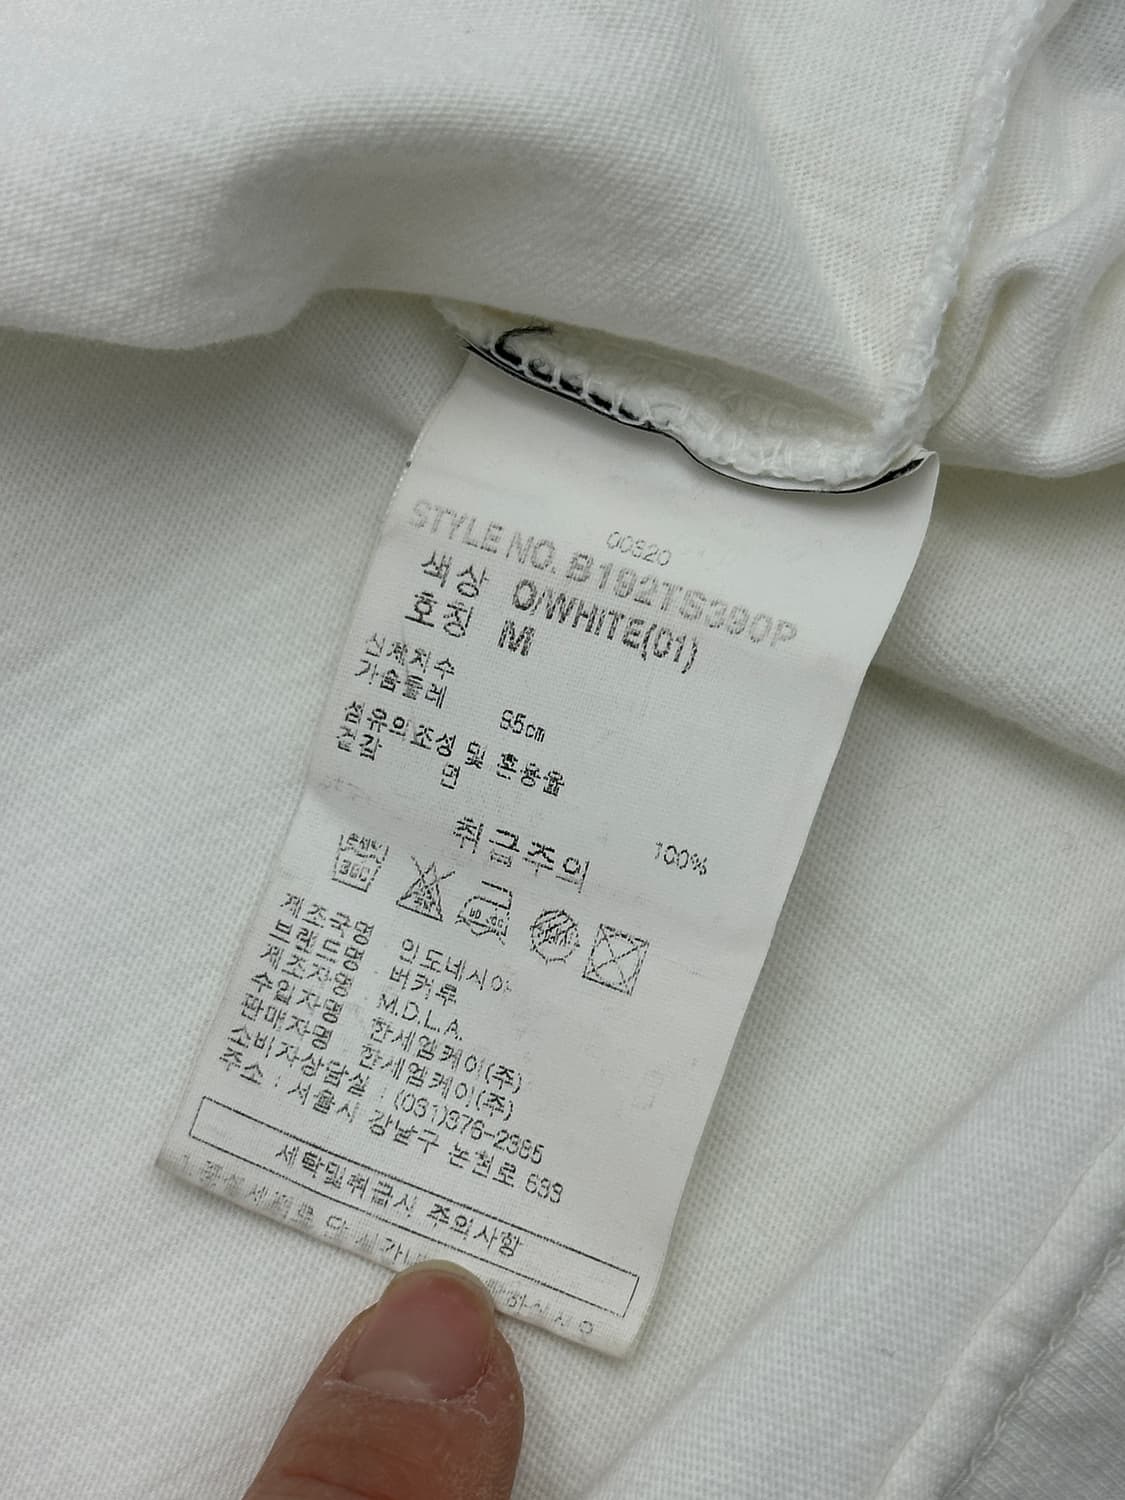 00820
STYLE NO. B192TS390P
색상 O/WHITE(01)
호칭 M
신체치수
가슴둘레 95cm
섬유의조성 및 혼용율
겉감 면 100%
취급주의
제조국명 인도네시아
브랜드명 버커루
제조자명 : M.D.L.A.
수입자명 한세엠케이(주)
판매자명 한세엠케이(주)
소비자상담실 : (031)376-2385
주소 : 서울시 강남구 논현로 633
세탁및취급시 주의사항